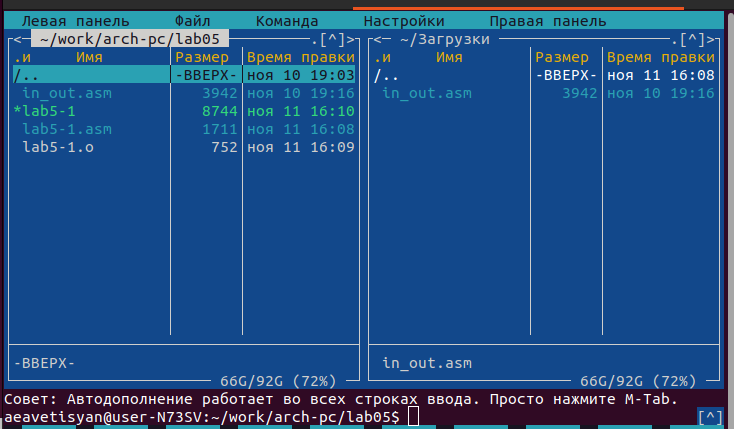 Левая панель Файл Команда Настройки Правая панель
<─ ~/work/arch-pc/lab05 ─.[^]> <─ ~/Загрузки ─.[^]>
.и Имя Размер Время правки .и Имя Размер Время правки
/.. -ВВЕРХ- ноя 10 19:03 /.. -ВВЕРХ- ноя 11 16:08
in_out.asm 3942 ноя 10 19:16 in_out.asm 3942 ноя 10 19:16
*lab5-1 8744 ноя 11 16:10
lab5-1.asm 1711 ноя 11 16:08
lab5-1.o 752 ноя 11 16:09
-ВВЕРХ- in_out.asm
66G/92G (72%) 66G/92G (72%)
Совет: Автодополнение работает во всех строках ввода. Просто нажмите M-Tab.
aeavetisyan@user-N73SV:~/work/arch-pc/lab05$ [^]